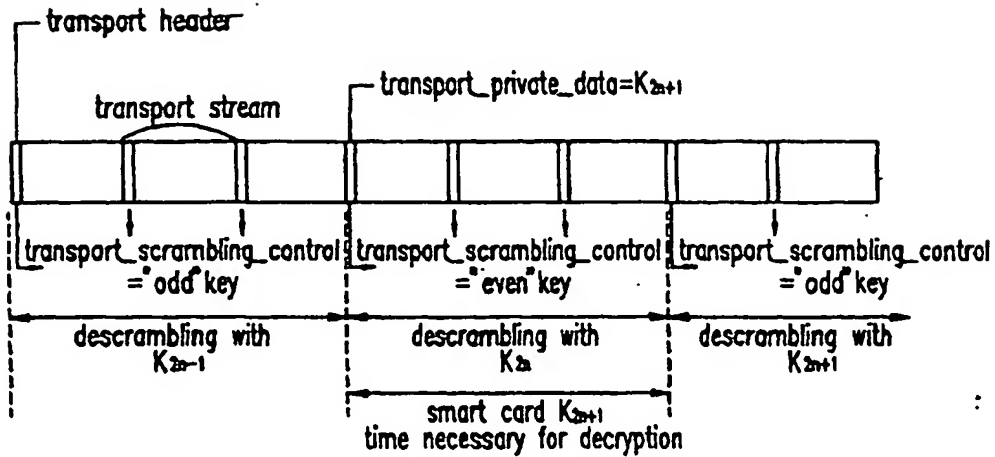 transport header
transport_private_data=K2n+1
transport stream
transport_scrambling_control
="odd"key
transport_scrambling_control
="even"key
transport_scrambling_control
="odd"key
descrambling with
K2n-1
descrambling with
K2n
descrambling with
K2n+1
smart card K2n+1
time necessary for decryption